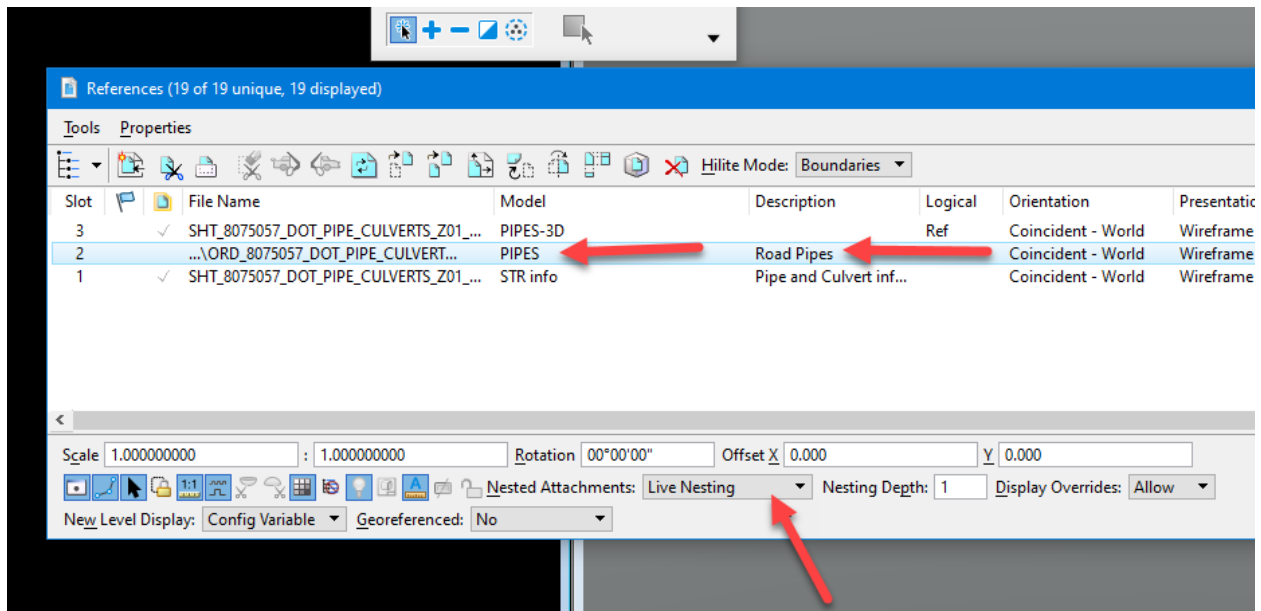 References (19 of 19 unique, 19 displayed)
Tools Properties
Hilite Mode: Boundaries
Slot File Name Model Description Logical Orientation Presentatio
3 SHT_8075057_DOT_PIPE_CULVERTS_Z01_... PIPES-3D Ref Coincident - World Wireframe
2 ...\ORD_8075057_DOT_PIPE_CULVERT... PIPES Road Pipes Coincident - World Wireframe
1 SHT_8075057_DOT_PIPE_CULVERTS_Z01_... STR info Pipe and Culvert inf... Coincident - World Wireframe
Scale 1.000000000 : 1.000000000 Rotation 00°00'00" Offset X 0.000 Y 0.000
1:1 A Nested Attachments: Live Nesting Nesting Depth: 1 Display Overrides: Allow
New Level Display: Config Variable Georeferenced: No